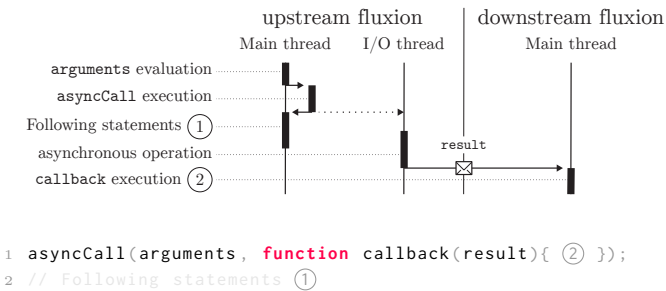 upstream fluxion downstream fluxion
Main thread I/O thread Main thread
arguments evaluation
asyncCall execution
Following statements 1
asynchronous operation
result
callback execution 2
1 asyncCall(arguments, function callback(result){ 2 });
2 // Following statements 1